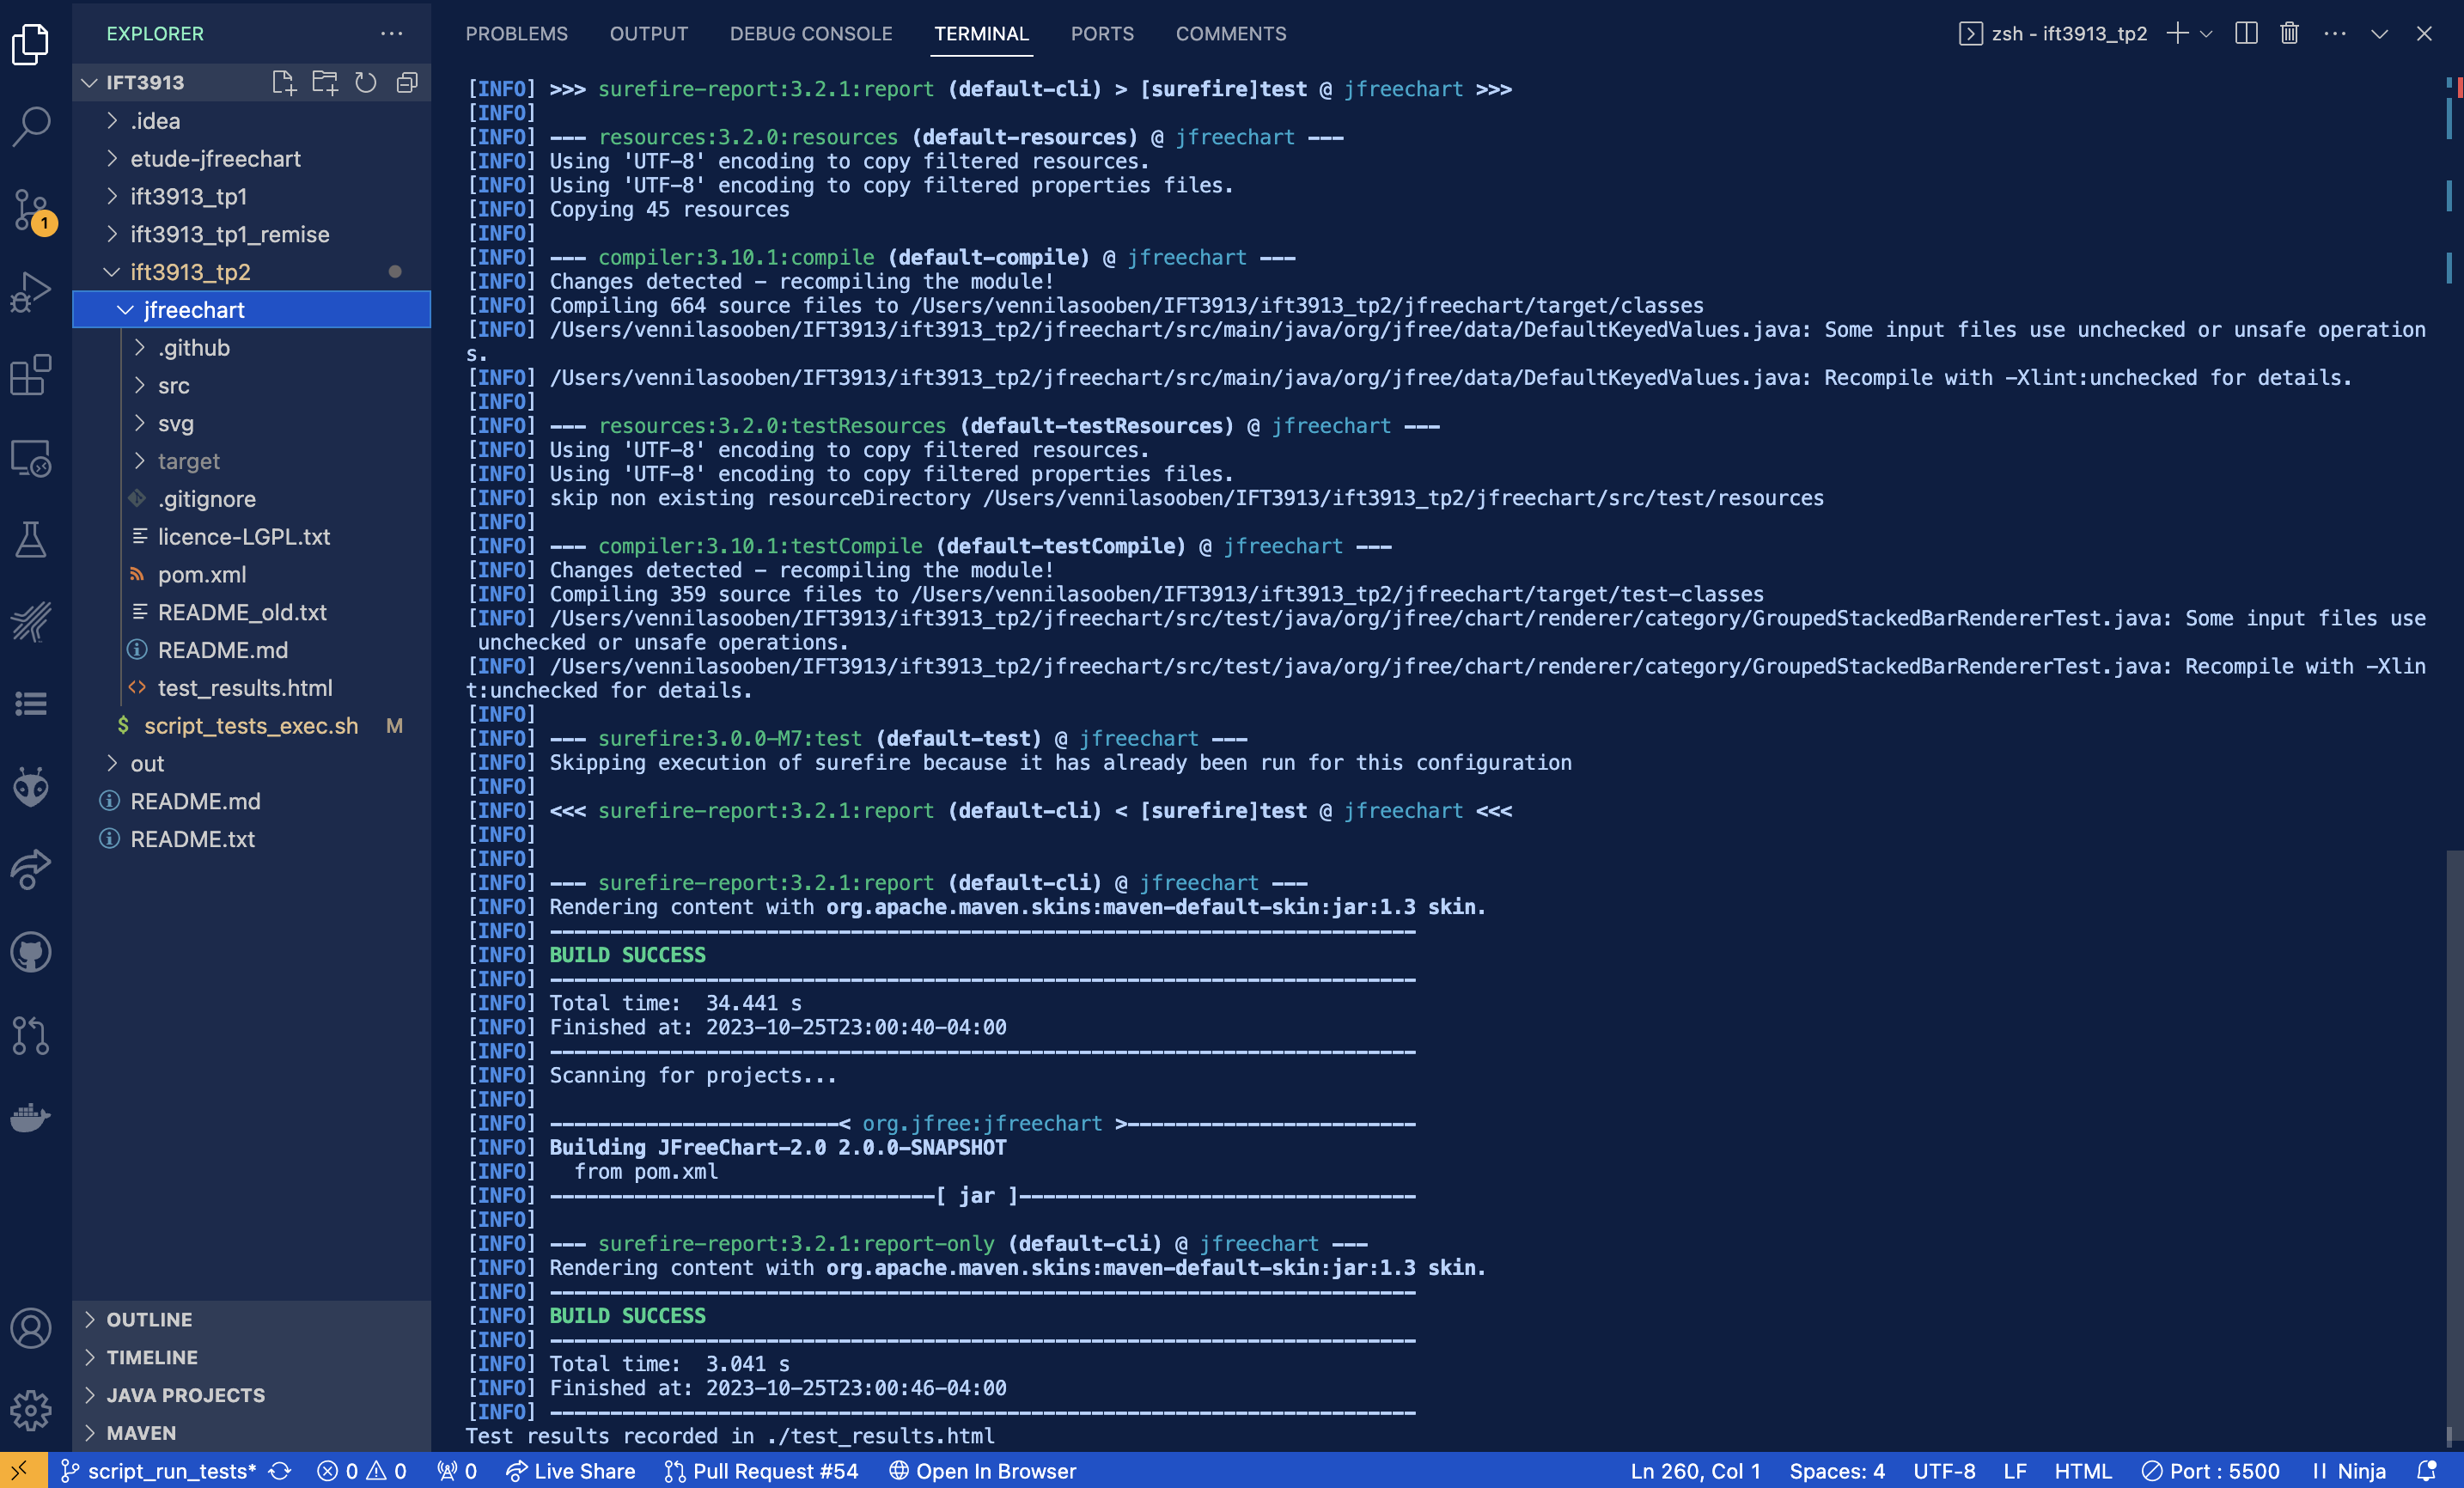 EXPLORER
IFT3913
.idea
etude-jfreechart
ift3913_tp1
ift3913_tp1_remise
ift3913_tp2
jfreechart
.github
src
svg
target
.gitignore
licence-LGPL.txt
pom.xml
README_old.txt
README.md
test_results.html
$ script_tests_exec.sh M
out
README.md
README.txt
OUTLINE
TIMELINE
JAVA PROJECTS
MAVEN
1
PROBLEMS OUTPUT DEBUG CONSOLE TERMINAL PORTS COMMENTS
zsh - ift3913_tp2
[INFO] >>> surefire-report:3.2.1:report (default-cli) > [surefire]test @ jfreechart >>>
[INFO]
[INFO] --- resources:3.2.0:resources (default-resources) @ jfreechart ---
[INFO] Using 'UTF-8' encoding to copy filtered resources.
[INFO] Using 'UTF-8' encoding to copy filtered properties files.
[INFO] Copying 45 resources
[INFO]
[INFO] --- compiler:3.10.1:compile (default-compile) @ jfreechart ---
[INFO] Changes detected - recompiling the module!
[INFO] Compiling 664 source files to /Users/vennilasooben/IFT3913/ift3913_tp2/jfreechart/target/classes
[INFO] /Users/vennilasooben/IFT3913/ift3913_tp2/jfreechart/src/main/java/org/jfree/data/DefaultKeyedValues.java: Some input files use unchecked or unsafe operation
s.
[INFO] /Users/vennilasooben/IFT3913/ift3913_tp2/jfreechart/src/main/java/org/jfree/data/DefaultKeyedValues.java: Recompile with -Xlint:unchecked for details.
[INFO]
[INFO] --- resources:3.2.0:testResources (default-testResources) @ jfreechart ---
[INFO] Using 'UTF-8' encoding to copy filtered resources.
[INFO] Using 'UTF-8' encoding to copy filtered properties files.
[INFO] skip non existing resourceDirectory /Users/vennilasooben/IFT3913/ift3913_tp2/jfreechart/src/test/resources
[INFO]
[INFO] --- compiler:3.10.1:testCompile (default-testCompile) @ jfreechart ---
[INFO] Changes detected - recompiling the module!
[INFO] Compiling 359 source files to /Users/vennilasooben/IFT3913/ift3913_tp2/jfreechart/target/test-classes
[INFO] /Users/vennilasooben/IFT3913/ift3913_tp2/jfreechart/src/test/java/org/jfree/chart/renderer/category/GroupedStackedBarRendererTest.java: Some input files use
unchecked or unsafe operations.
[INFO] /Users/vennilasooben/IFT3913/ift3913_tp2/jfreechart/src/test/java/org/jfree/chart/renderer/category/GroupedStackedBarRendererTest.java: Recompile with -Xlin
t:unchecked for details.
[INFO]
[INFO] --- surefire:3.0.0-M7:test (default-test) @ jfreechart ---
[INFO] Skipping execution of surefire because it has already been run for this configuration
[INFO]
[INFO] <<< surefire-report:3.2.1:report (default-cli) < [surefire]test @ jfreechart <<<
[INFO]
[INFO]
[INFO] --- surefire-report:3.2.1:report (default-cli) @ jfreechart ---
[INFO] Rendering content with org.apache.maven.skins:maven-default-skin:jar:1.3 skin.
[INFO] ------------------------------------------------------------------------
[INFO] BUILD SUCCESS
[INFO] ------------------------------------------------------------------------
[INFO] Total time:  34.441 s
[INFO] Finished at: 2023-10-25T23:00:40-04:00
[INFO] ------------------------------------------------------------------------
[INFO] Scanning for projects...
[INFO]
[INFO] ------------------------< org.jfree:jfreechart >------------------------
[INFO] Building JFreeChart-2.0 2.0.0-SNAPSHOT
[INFO]   from pom.xml
[INFO] --------------------------------[ jar ]---------------------------------
[INFO]
[INFO] --- surefire-report:3.2.1:report-only (default-cli) @ jfreechart ---
[INFO] Rendering content with org.apache.maven.skins:maven-default-skin:jar:1.3 skin.
[INFO] ------------------------------------------------------------------------
[INFO] BUILD SUCCESS
[INFO] ------------------------------------------------------------------------
[INFO] Total time:  3.041 s
[INFO] Finished at: 2023-10-25T23:00:46-04:00
[INFO] ------------------------------------------------------------------------
Test results recorded in ./test_results.html
script_run_tests* 0 0 0 Live Share Pull Request #54 Open In Browser Ln 260, Col 1 Spaces: 4 UTF-8 LF HTML Port : 5500 Ninja